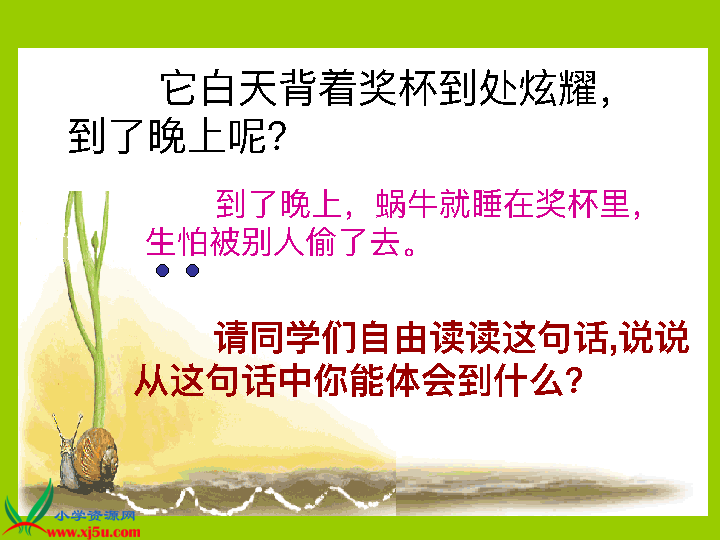 它白天背着奖杯到处炫耀，
到了晚上呢？
到了晚上，蜗牛就睡在奖杯里，
生怕被别人偷了去。
请同学们自由读读这句话,说说
从这句话中你能体会到什么？
小学资源网
www.xj5u.com